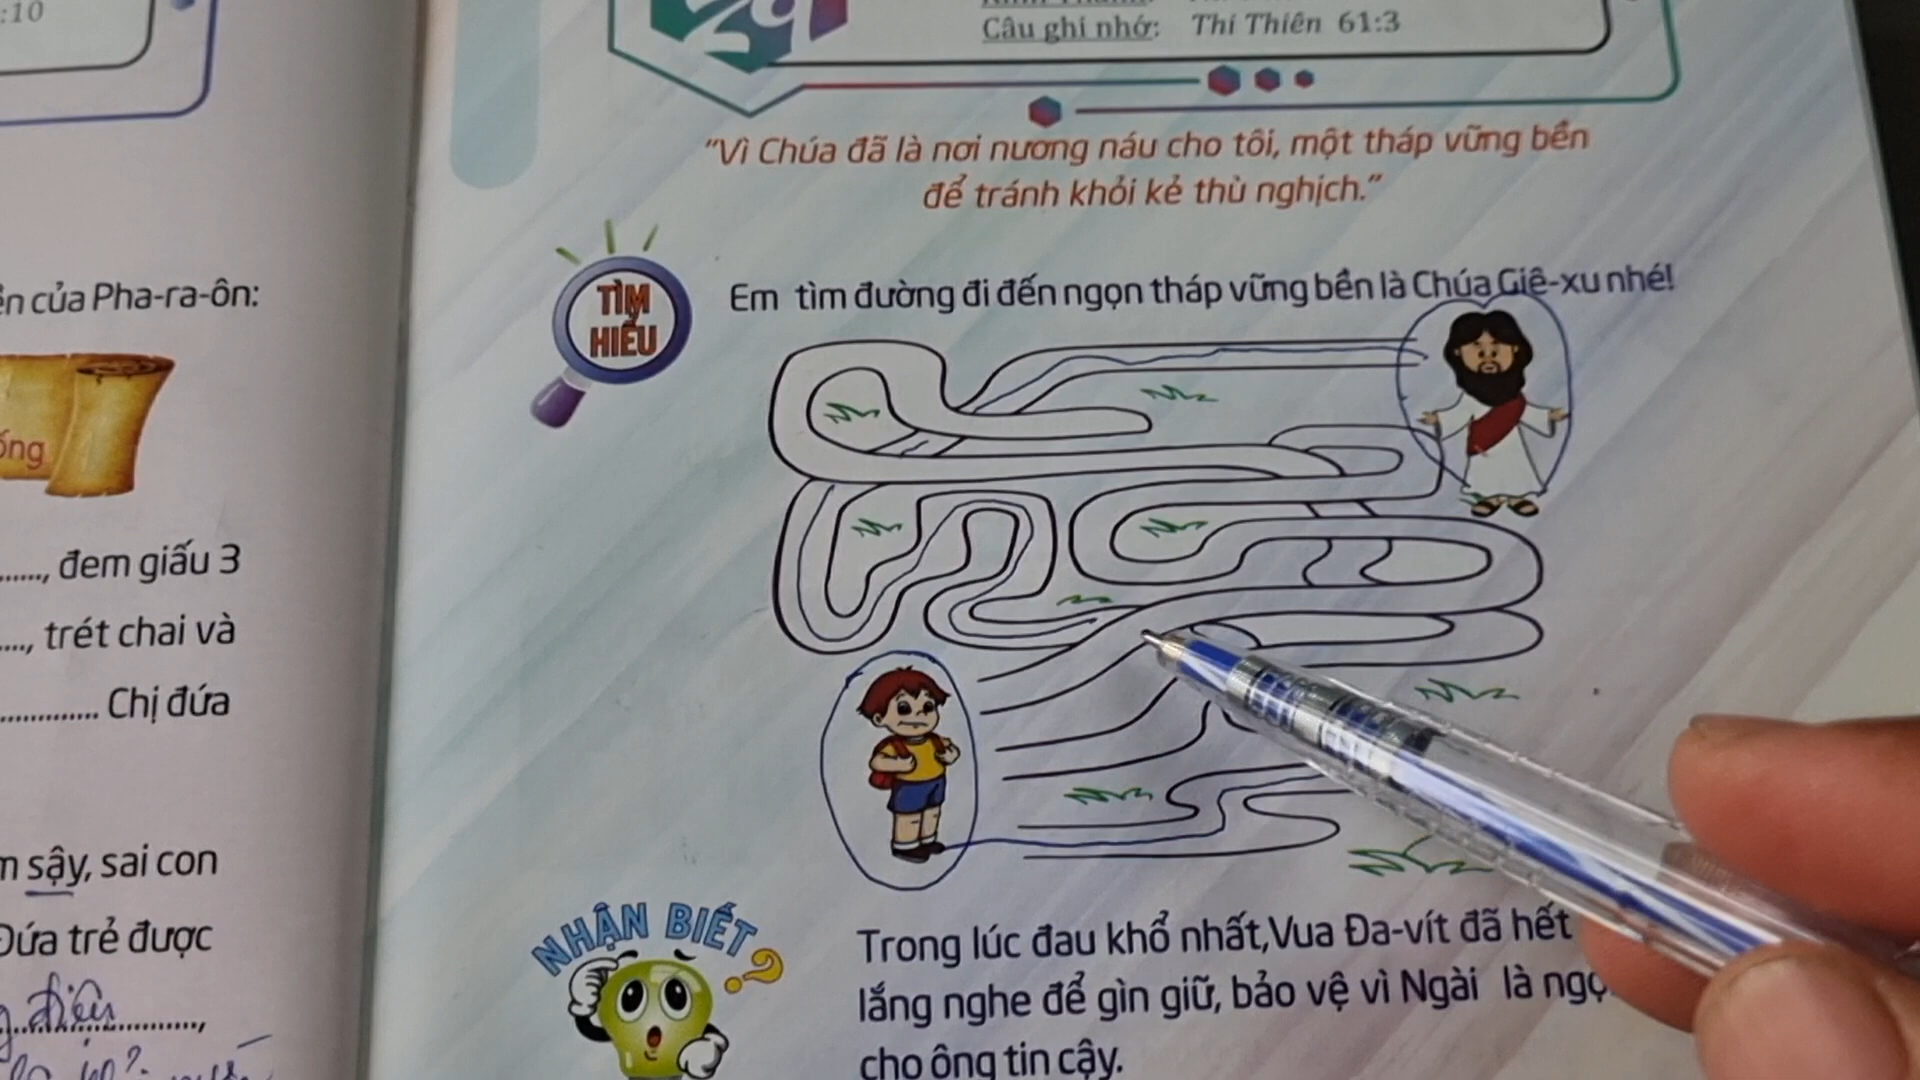 :10
của Pha-ra-ôn:
đem giấu 3
trét chai và
Chị đứa
sậy, sai con
Đứa trẻ được
điệu
29
Câu ghi nhớ: Thi Thiên 61:3
"Vì Chúa đã là nơi nương náu cho tôi, một tháp vững bền
để tránh khỏi kẻ thù nghịch."
TÌM
HIỂU
Em tìm đường đi đến ngọn tháp vững bền là Chúa Giê-xu nhé!
NHẬN BIẾT ?
Trong lúc đau khổ nhất,Vua Đa-vít đã hết
lắng nghe để gìn giữ, bảo vệ vì Ngài là
cho ông tin cậy.